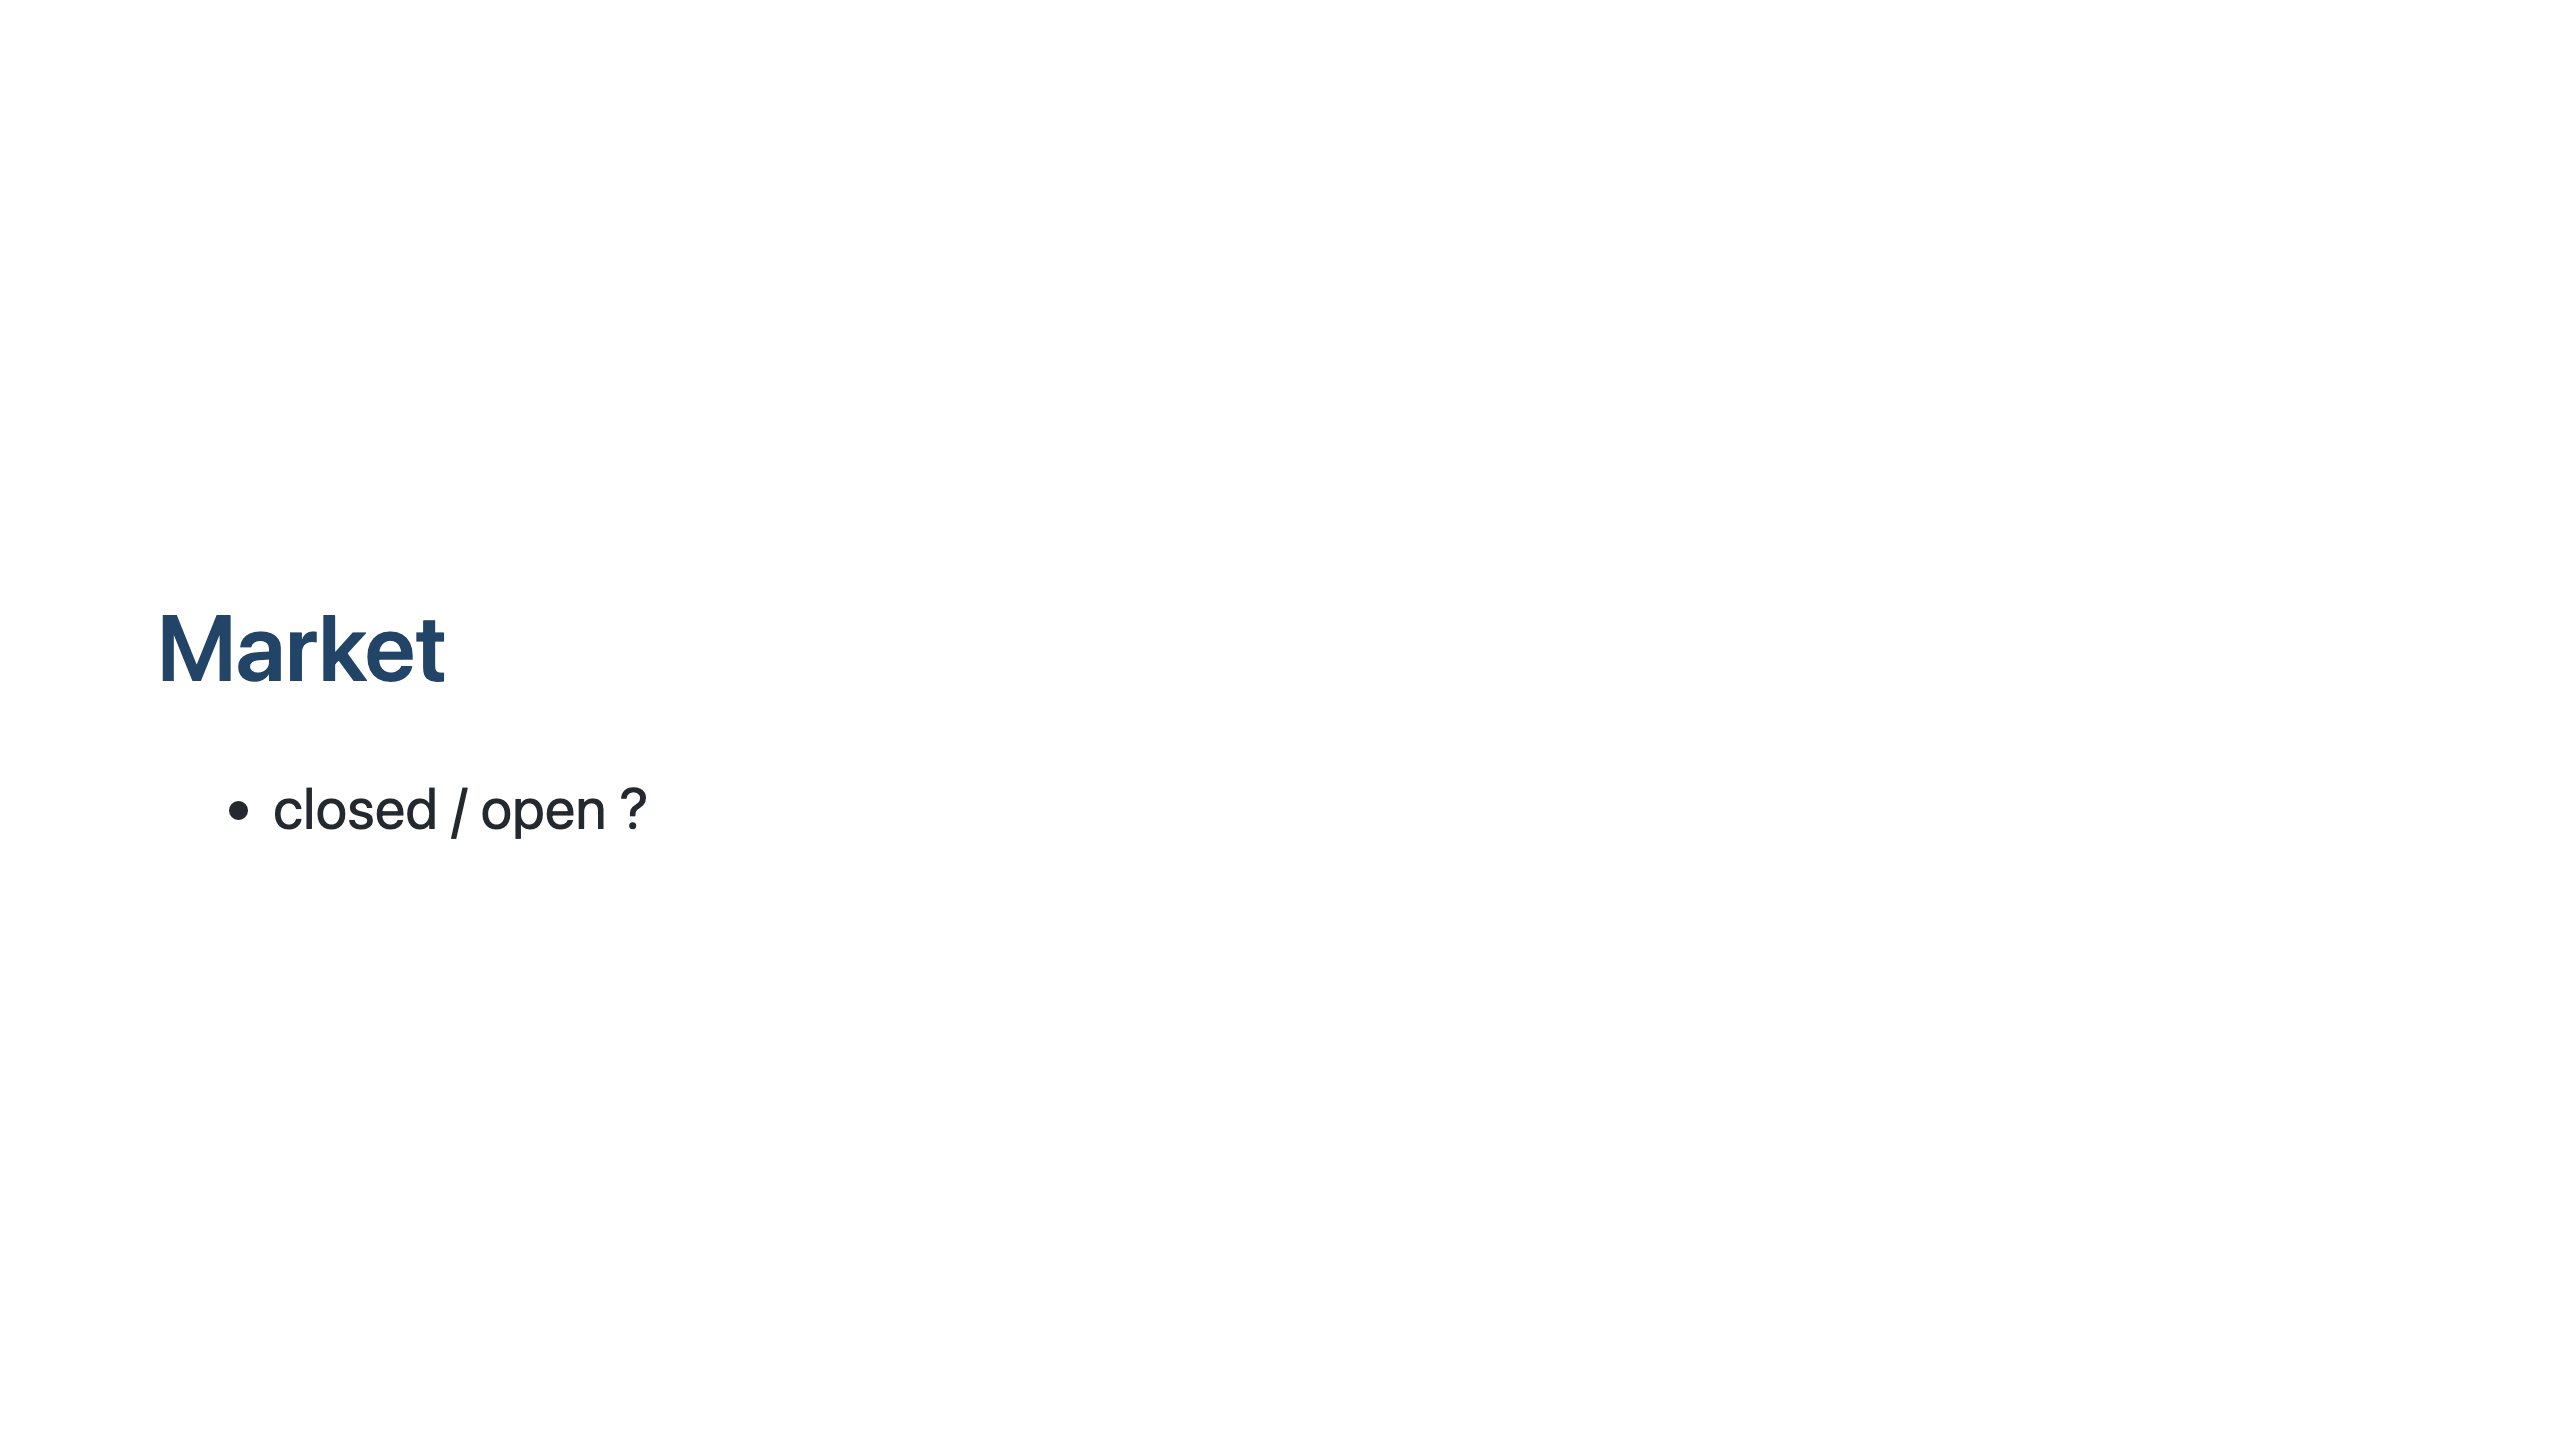 Market
• closed / open ?